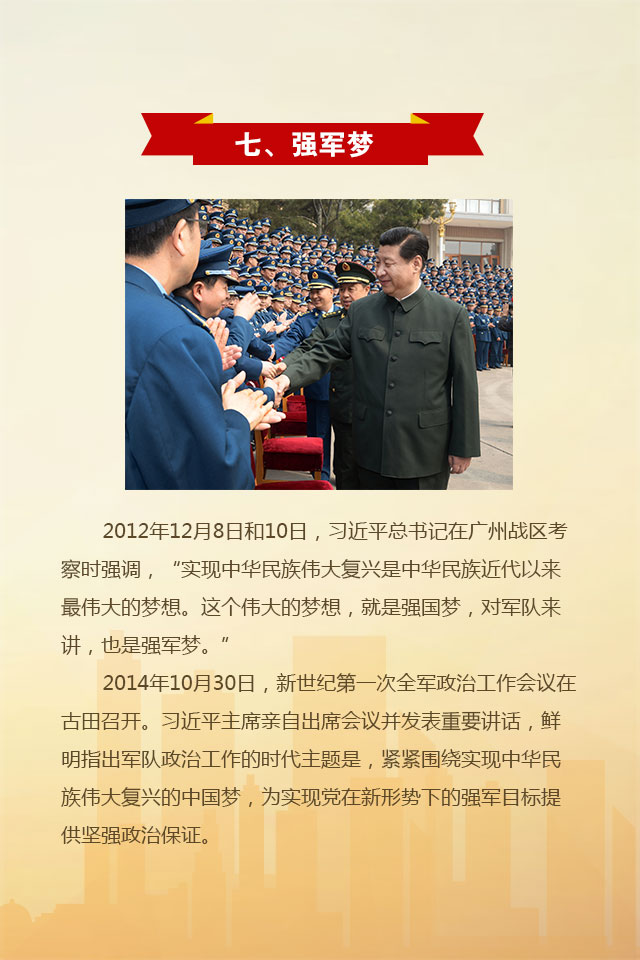 七、强军梦
2012年12月8日和10日，习近平总书记在广州战区考
察时强调，“实现中华民族伟大复兴是中华民族近代以来
最伟大的梦想。这个伟大的梦想，就是强国梦，对军队来
讲，也是强军梦。”
2014年10月30日，新世纪第一次全军政治工作会议在
古田召开。习近平主席亲自出席会议并发表重要讲话，鲜
明指出军队政治工作的时代主题是，紧紧围绕实现中华民
族伟大复兴的中国梦，为实现党在新形势下的强军目标提
供坚强政治保证。